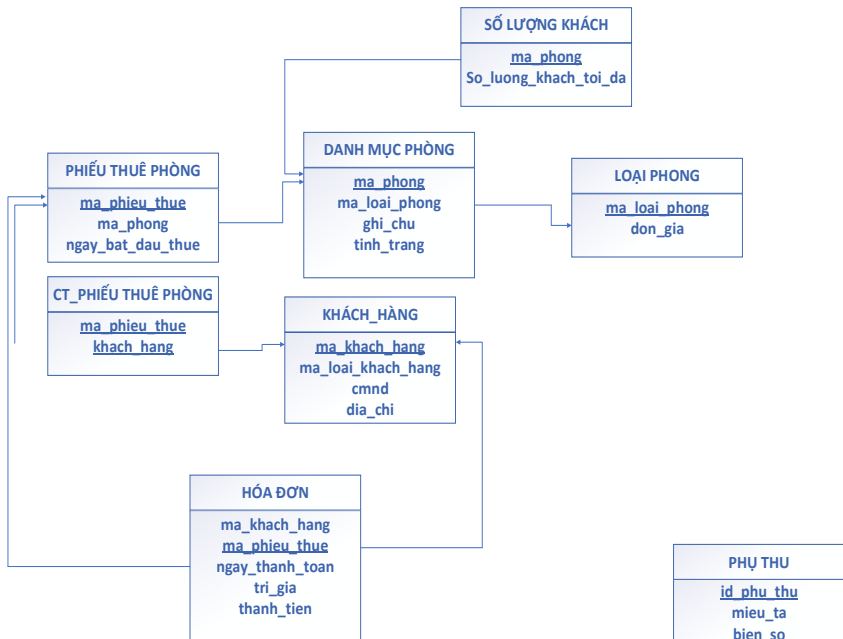 SỐ LƯỢNG KHÁCH
ma_phong
So_luong_khach_toi_da
DANH MỤC PHÒNG
ma_phong
ma_loai_phong
ghi_chu
tinh_trang
PHIẾU THUÊ PHÒNG
ma_phieu_thue
ma_phong
ngay_bat_dau_thue
LOẠI PHONG
ma_loai_phong
don_gia
CT_PHIẾU THUÊ PHÒNG
ma_phieu_thue
khach_hang
KHÁCH_HÀNG
ma_khach_hang
ma_loai_khach_hang
cmnd
dia_chi
HÓA ĐƠN
ma_khach_hang
ma_phieu_thue
ngay_thanh_toan
tri_gia
thanh_tien
PHỤ THU
id_phu_thu
mieu_ta
bien_so